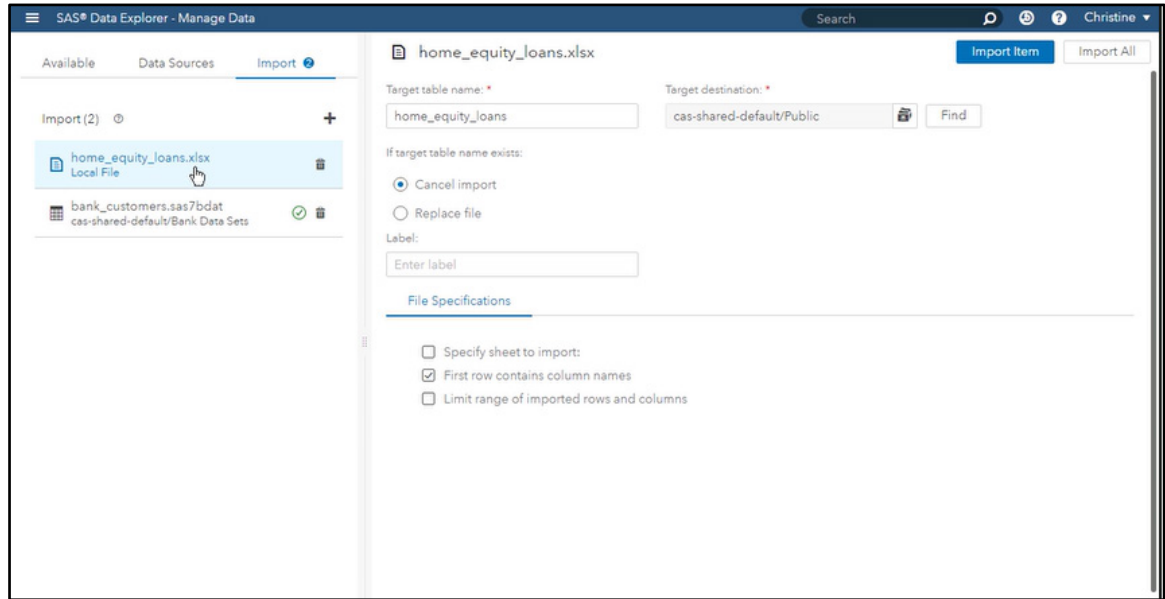 SAS® Data Explorer - Manage Data
Search
Christine
Available
Data Sources
Import 2
Import (2)
home_equity_loans.xlsx
Local File
bank_customers.sas7bdat
cas-shared-default/Bank Data Sets
home_equity_loans.xlsx
Import Item
Import All
Target table name: *
Target destination: *
home_equity_loans
cas-shared-default/Public
Find
If target table name exists:
Cancel import
Replace file
Label:
Enter label
File Specifications
Specify sheet to import:
First row contains column names
Limit range of imported rows and columns